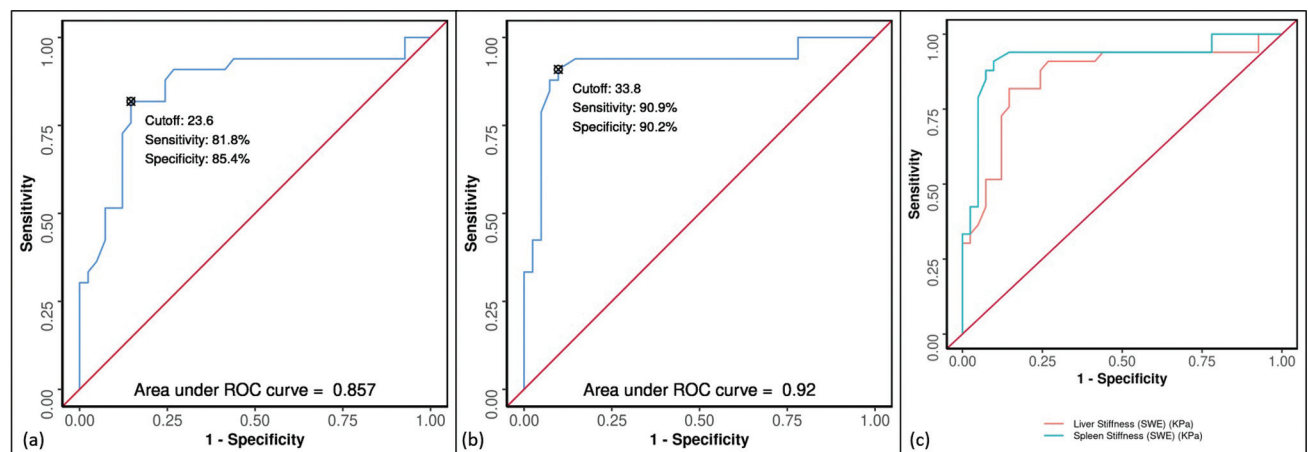 1.00
0.75
0.50
0.25
0.00
Sensitivity
Cutoff: 23.6
Sensitivity: 81.8%
Specificity: 85.4%
Area under ROC curve = 0.857
0.00
0.25
0.50
0.75
1.00
1 - Specificity
(a)
1.00
0.75
0.50
0.25
0.00
Sensitivity
Cutoff: 33.8
Sensitivity: 90.9%
Specificity: 90.2%
Area under ROC curve = 0.92
0.00
0.25
0.50
0.75
1.00
1 - Specificity
(b)
1.00
0.75
0.50
0.25
0.00
Sensitivity
0.00
0.25
0.50
0.75
1.00
1 - Specificity
Liver Stiffness (SWE) (KPa)
Spleen Stiffness (SWE) (KPa)
(c)